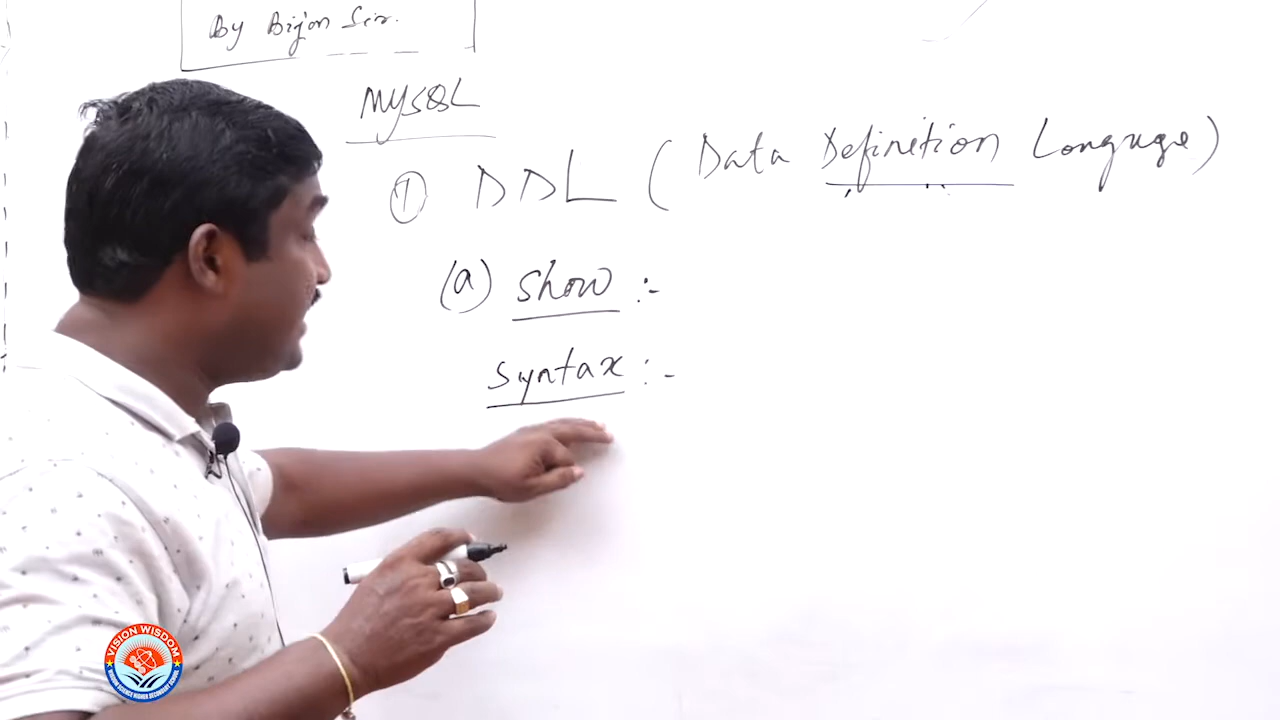 By Bijon Sir.
MYSQL
① DDL ( Data Definition Language )
(a) Show :-
Syntax :-
VISION WISDOM